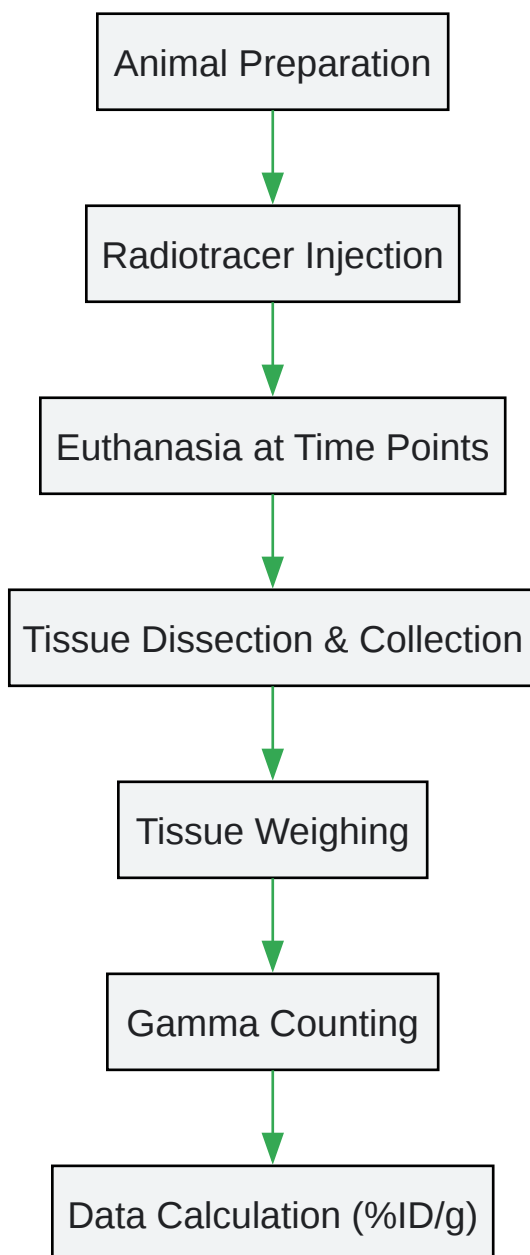 Animal Preparation
Radiotracer Injection
Euthanasia at Time Points
Tissue Dissection & Collection
Tissue Weighing
Gamma Counting
Data Calculation (%ID/g)